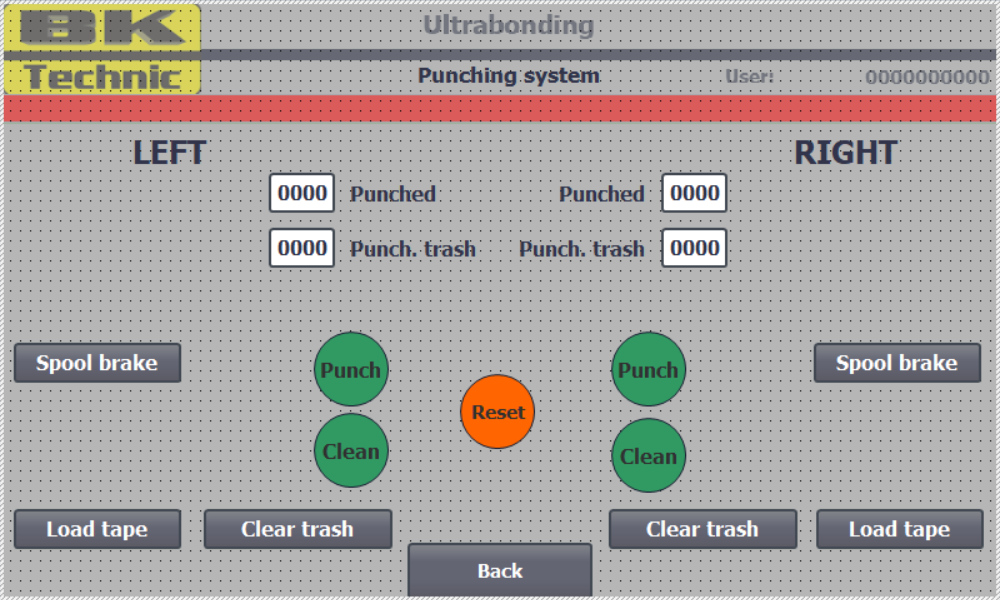 BK
Technic
Ultrabonding
Punching system
User:
0000000000
LEFT
RIGHT
0000 Punched
Punched 0000
0000 Punch. trash
Punch. trash 0000
Spool brake
Punch
Punch
Spool brake
Reset
Clean
Clean
Load tape
Clear trash
Clear trash
Load tape
Back